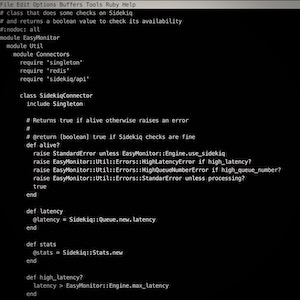 File Edit Options Buffers Tools Ruby Help
# class that does some checks on Sidekiq
# and returns a boolean value to check its availability
#:nodoc: all
module EasyMonitor
module Util
module Connectors
require 'singleton'
require 'redis'
require 'sidekiq/api'
class SidekiqConnector
include Singleton
# Returns true if alive otherwise raises an error
#
# @return [boolean] true if Sidekiq checks are fine
def alive?
raise StandardError unless EasyMonitor::Engine.use_sidekiq
raise EasyMonitor::Util::Errors::HighLatencyError if high_latency?
raise EasyMonitor::Util::Errors::HighQueueNumberError if high_queue_number?
raise EasyMonitor::Util::Errors::StandarError unless processing?
true
end
def latency
@latency = Sidekiq::Queue.new.latency
end
def stats
@stats = Sidekiq::Stats.new
end
def high_latency?
latency > EasyMonitor::Engine.max_latency
end